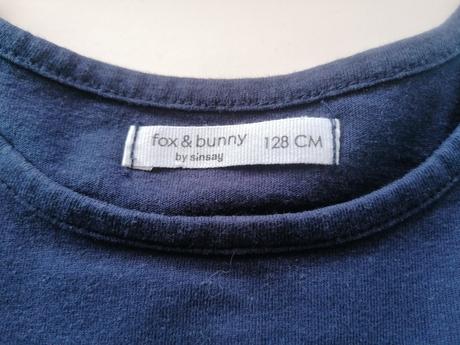 fox & bunny 128 CM
by sinsay